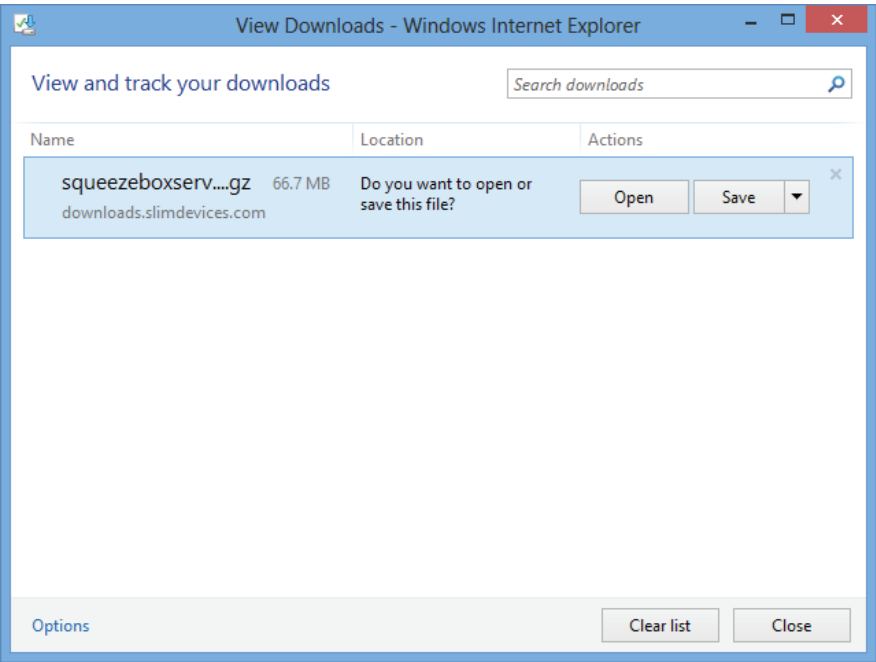 View Downloads - Windows Internet Explorer
View and track your downloads
Search downloads
Name Location Actions
squeezeboxserv....gz 66.7 MB
downloads.slimdevices.com
Do you want to open or
save this file?
Open Save
Options
Clear list Close